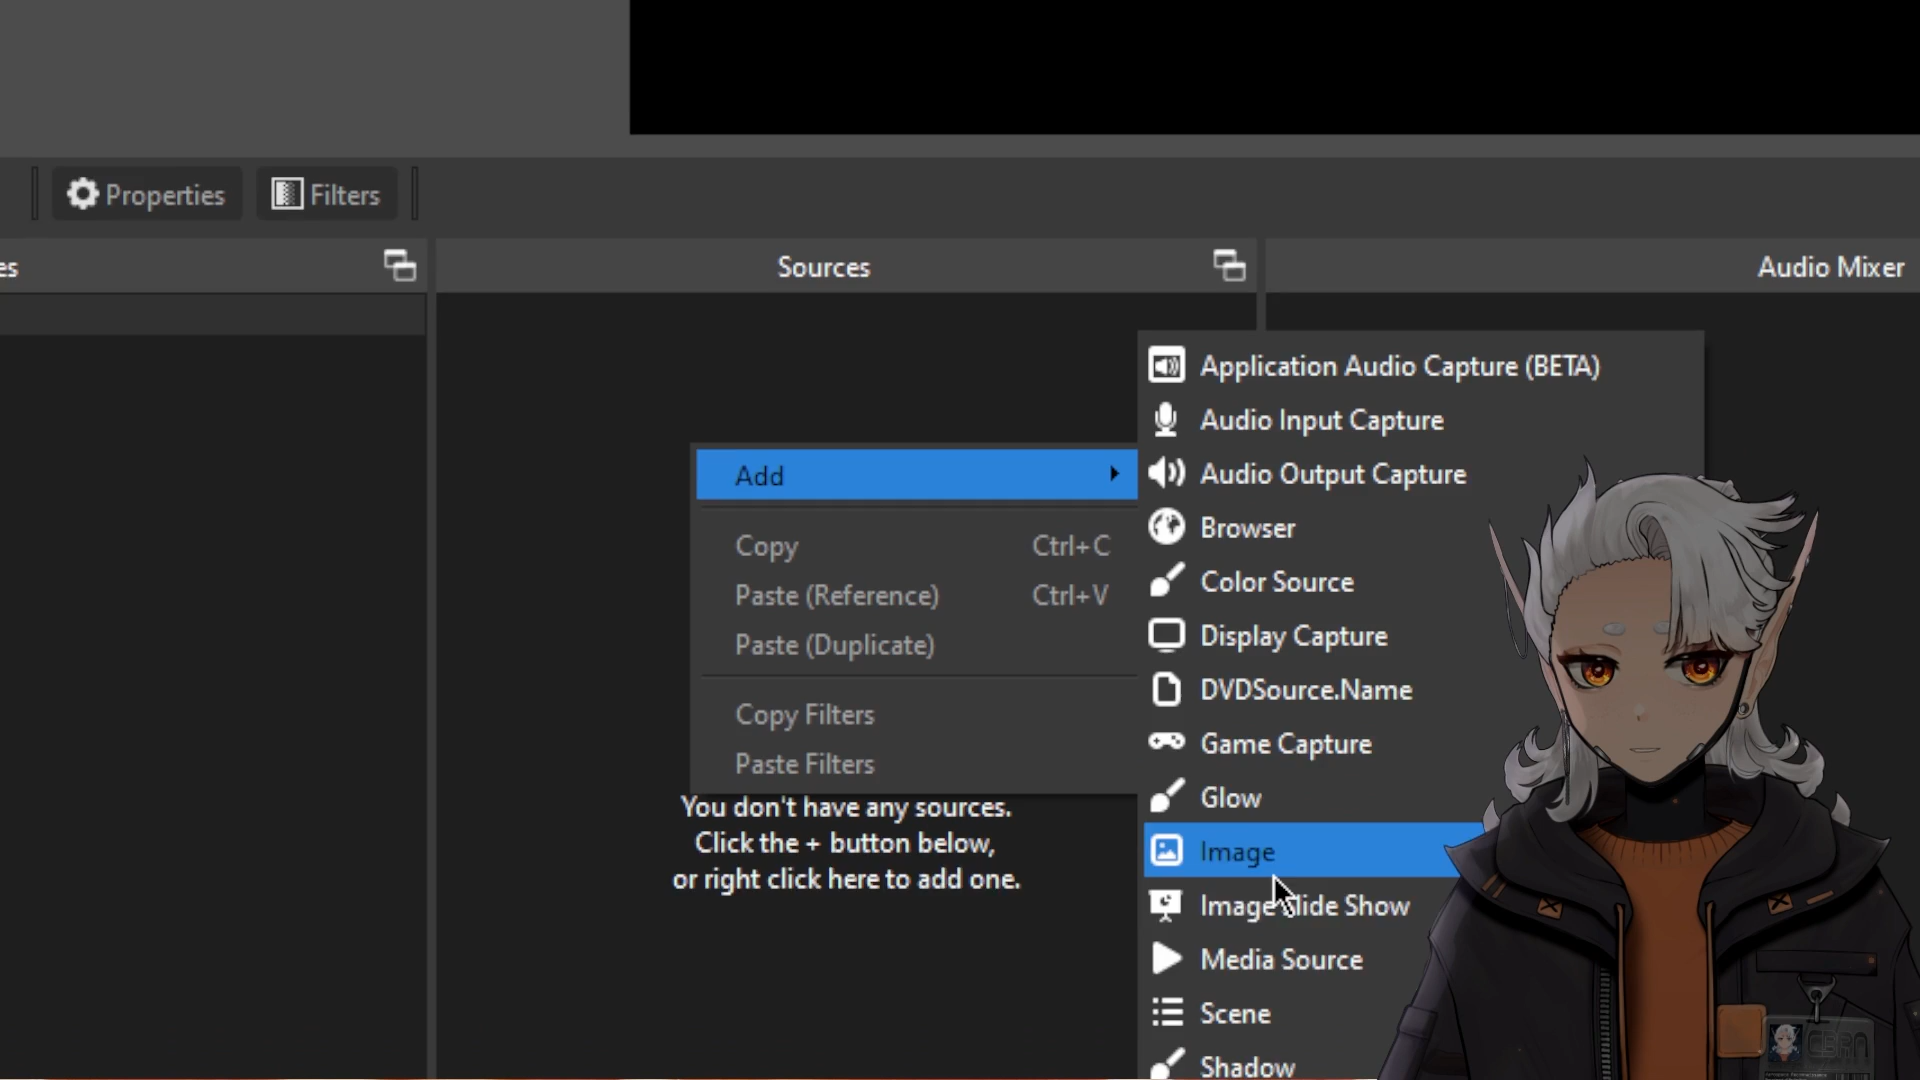 Properties
Filters
es
Sources
Audio Mixer
Application Audio Capture (BETA)
Audio Input Capture
Audio Output Capture
Browser
Color Source
Display Capture
DVDSource.Name
Game Capture
Glow
Image
Image Slide Show
Media Source
Scene
Shadow
Add
Copy Ctrl+C
Paste (Reference) Ctrl+V
Paste (Duplicate)
Copy Filters
Paste Filters
You don't have any sources.
Click the + button below,
or right click here to add one.
CBRN